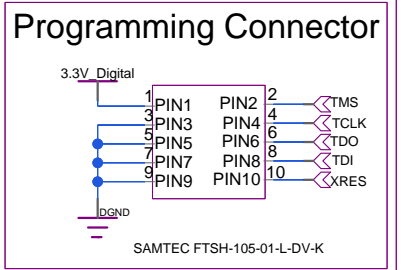 Programming Connector
3.3V_Digital
1 PIN1 PIN2 2 TMS
3 PIN3 PIN4 4 TCLK
5 PIN5 PIN6 6 TDO
7 PIN7 PIN8 8 TDI
9 PIN9 PIN10 10 XRES
DGND
SAMTEC FTSH-105-01-L-DV-K